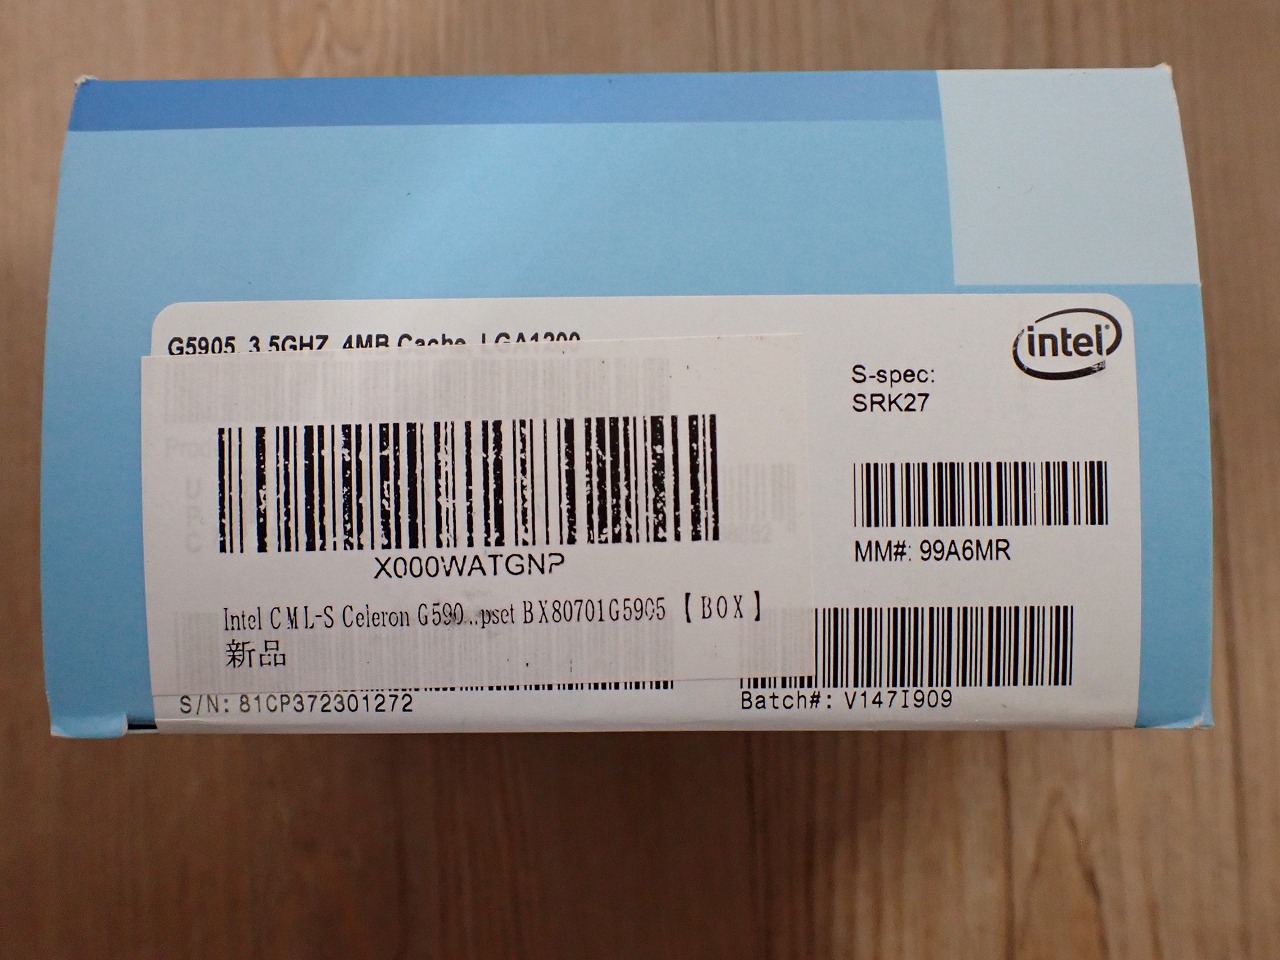 G5905, 3.5GHZ, 4MB Cache, LGA1200
intel
S-spec:
SRK27
X000WATGNP
MM#: 99A6MR
Intel CML-S Celeron G590...pset BX80701G5905【BOX】
新品
S/N: 81CP372301272
Batch#: V147I909